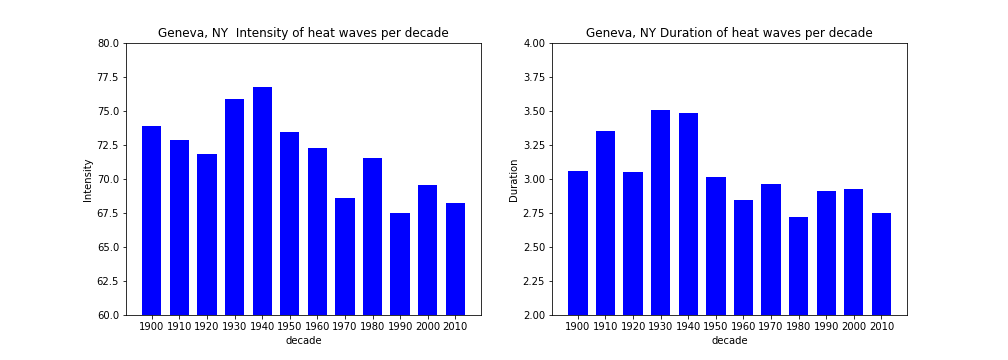 Geneva, NY  Intensity of heat waves per decade
80.0
77.5
75.0
72.5
70.0
67.5
65.0
62.5
60.0
Intensity
1900 1910 1920 1930 1940 1950 1960 1970 1980 1990 2000 2010
decade
Geneva, NY Duration of heat waves per decade
4.00
3.75
3.50
3.25
3.00
2.75
2.50
2.25
2.00
Duration
1900 1910 1920 1930 1940 1950 1960 1970 1980 1990 2000 2010
decade